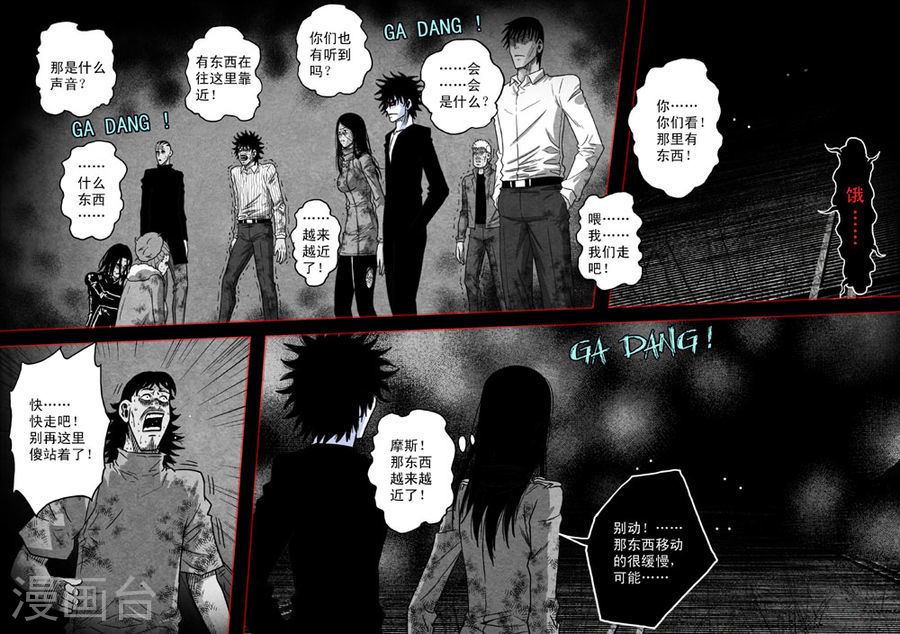 那是什么
声音？
GA DANG !
……
什么
东西
……
有东西在
往这里靠
近！
你们也
有听到
吗？
GA DANG !
……会
会
是什么？
……
越来
越近
了！
喂……
我……
我们走
吧！
你……
你们看！
那里有
东西！
饿
……
快……
快走吧！
别再这里
傻站着了！
GA DANG !
摩斯！
那东西
越来越
近了！
别动！……
那东西移动
的很缓慢，
可能……
漫画台